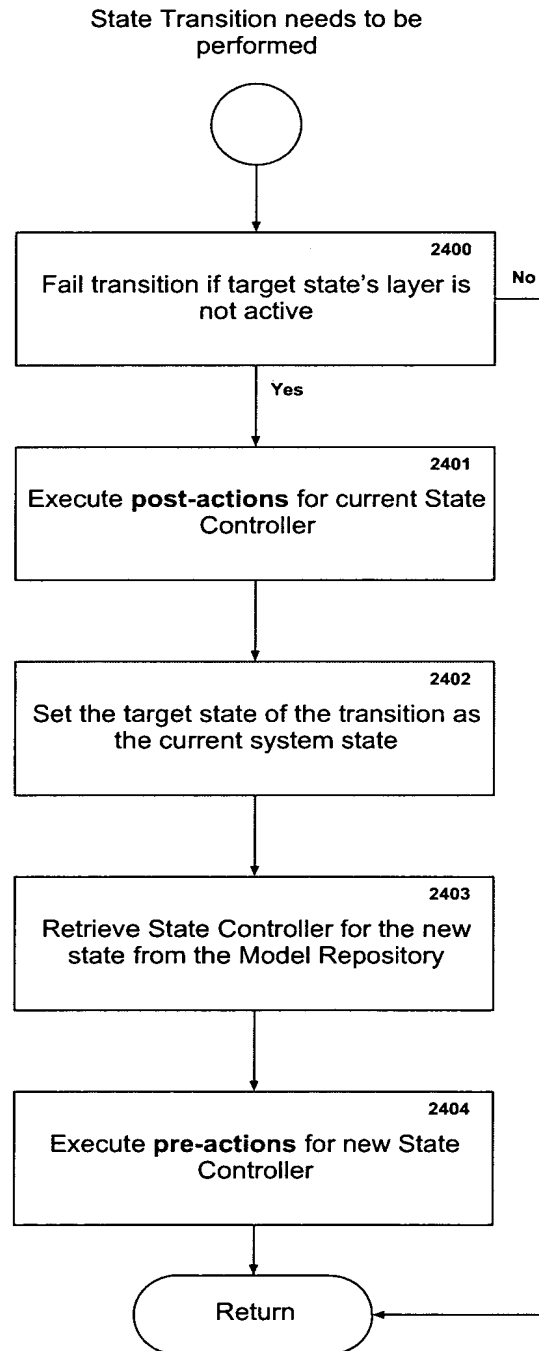 State Transition needs to be
performed
2400
Fail transition if target state's layer is
not active
No
Yes
2401
Execute post-actions for current State
Controller
2402
Set the target state of the transition as
the current system state
2403
Retrieve State Controller for the new
state from the Model Repository
2404
Execute pre-actions for new State
Controller
Return